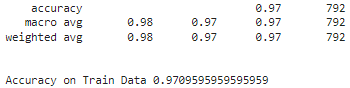 accuracy 0.97 792
macro avg 0.98 0.97 0.97 792
weighted avg 0.98 0.97 0.97 792
Accuracy on Train Data 0.9709595959595959